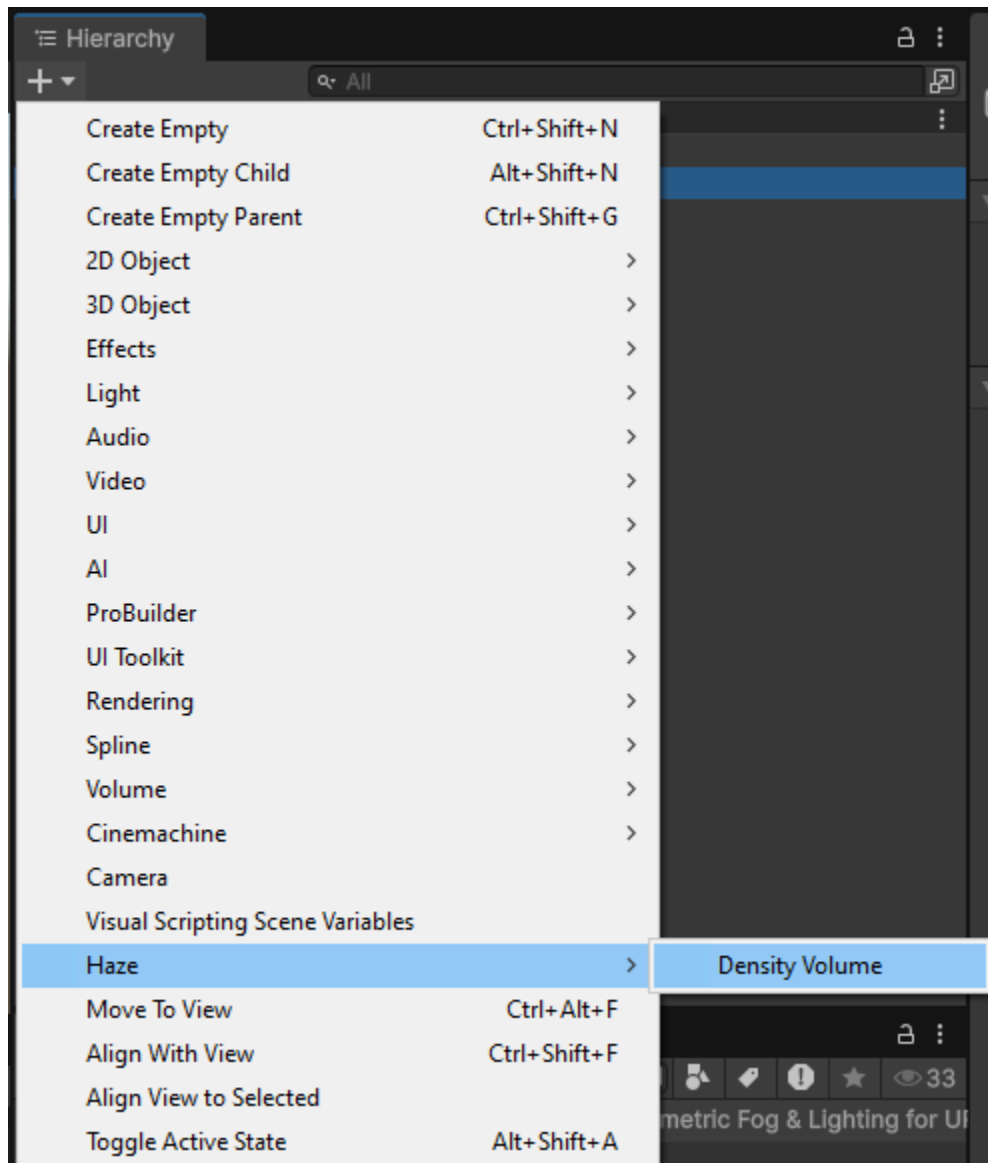 Hierarchy
All
Create Empty Ctrl+Shift+N
Create Empty Child Alt+Shift+N
Create Empty Parent Ctrl+Shift+G
2D Object
3D Object
Effects
Light
Audio
Video
UI
AI
ProBuilder
UI Toolkit
Rendering
Spline
Volume
Cinemachine
Camera
Visual Scripting Scene Variables
Haze Density Volume
Move To View Ctrl+Alt+F
Align With View Ctrl+Shift+F
Align View to Selected
33
metric Fog & Lighting for U
Toggle Active State Alt+Shift+A